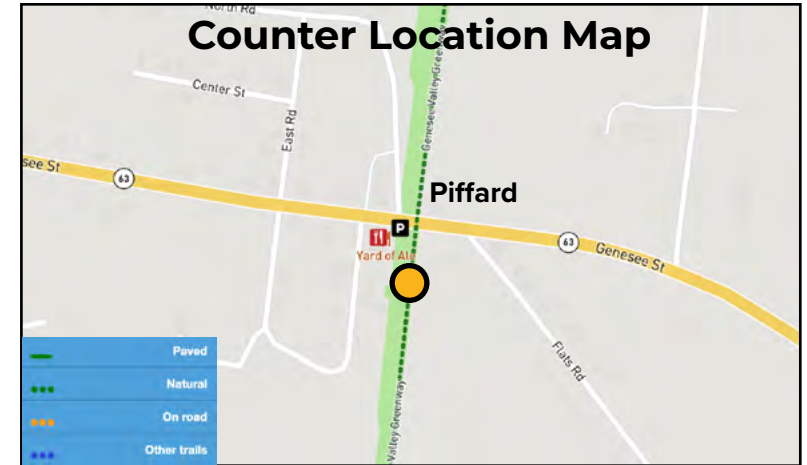 North Rd
Counter Location Map
Genesee Valley Greenway
Center St
East Rd
see St
63
Piffard
P
63
Genesee St
Yard of Ale
Flats Rd
Valley Greenway
Paved
Natural
On road
Other trails